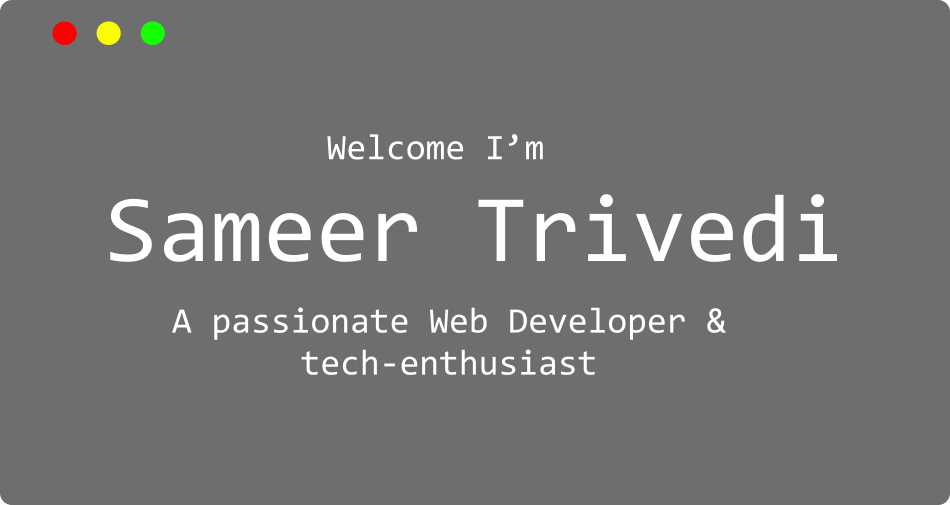 Welcome I’m
Sameer Trivedi
A passionate Web Developer &
tech-enthusiast